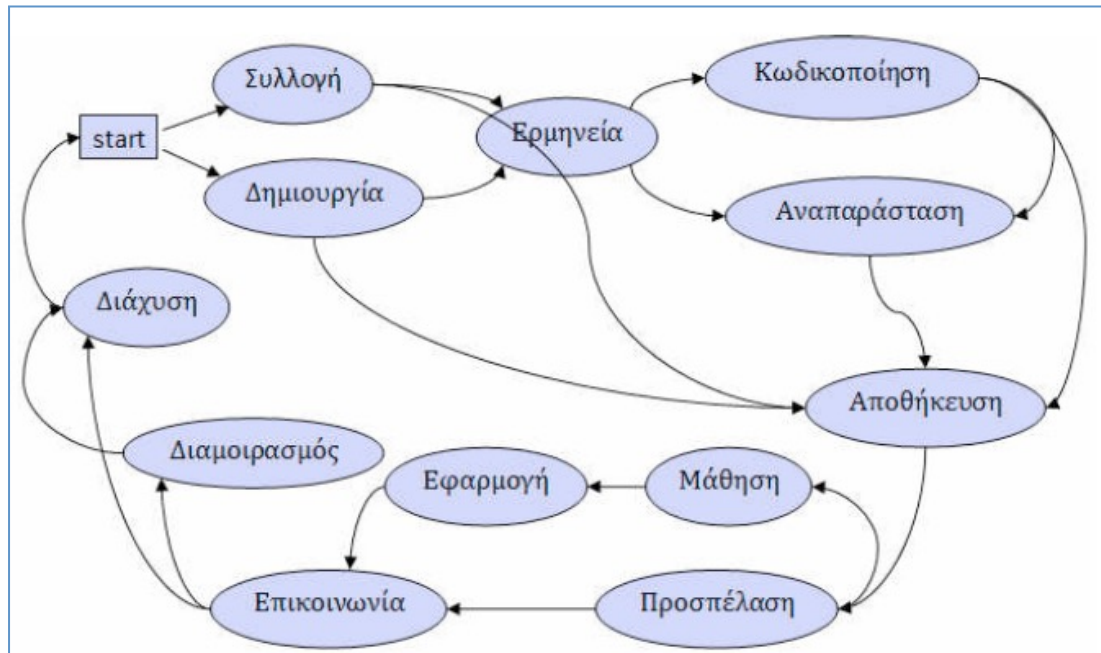 Συλλογή
Κωδικοποίηση
start
Ερμηνεία
Δημιουργία
Αναπαράσταση
Διάχυση
Αποθήκευση
Διαμοιρασμός
Εφαρμογή
Μάθηση
Επικοινωνία
Προσπέλαση